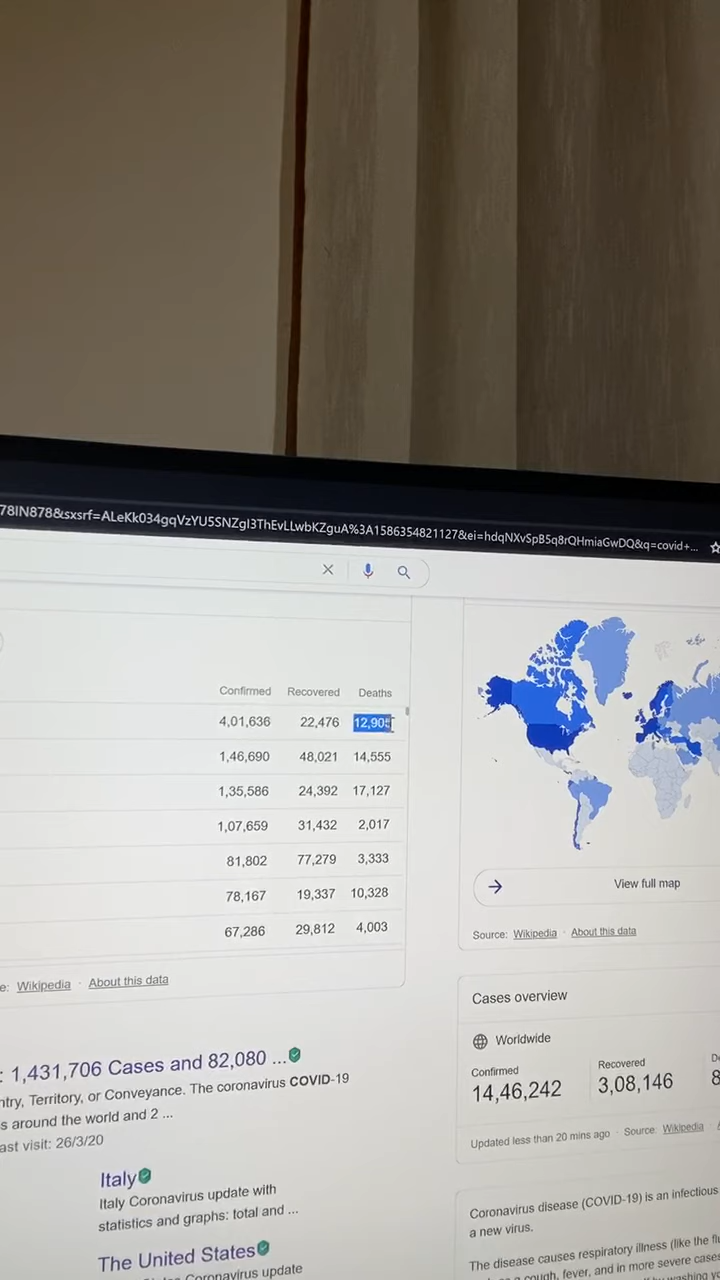 78IN878&sxsrf=ALeKk034gqVzYU5SNZgI3ThEvLLwbKZguA%3A1586354821127&ei=hdqNXvSpB5q8rQHmiaGwDQ&q=covid+...
Confirmed Recovered Deaths
4,01,636 22,476
1,46,690 48,021 14,555
1,35,586 24,392 17,127
1,07,659 31,432 2,017
81,802 77,279 3,333
78,167 19,337 10,328
67,286 29,812 4,003
e: Wikipedia · About this data
: 1,431,706 Cases and 82,080 ...
ntry, Territory, or Conveyance. The coronavirus COVID-19
s around the world and 2 ...
ast visit: 26/3/20
Italy
Italy Coronavirus update with
statistics and graphs: total and ...
The United States
Coronavirus update
View full map
Source: Wikipedia · About this data
Cases overview
Worldwide
Confirmed
14,46,242
Recovered
3,08,146
Updated less than 20 mins ago · Source: Wikipedia ·
Coronavirus disease (COVID-19) is an infectious
a new virus.
The disease causes respiratory illness (like the flu
cough, fever, and in more severe cases